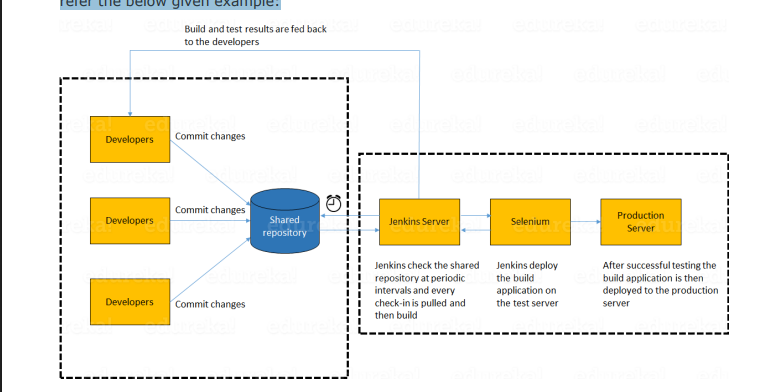 refer the below given example:
Build and test results are fed back
to the developers
Developers
Commit changes
Developers
Commit changes
Developers
Commit changes
Shared
repository
Jenkins Server
Selenium
Production
Server
Jenkins check the shared
repository at periodic
intervals and every
check-in is pulled and
then build
Jenkins deploy
the build
application on
the test server
After successful testing the
build application is then
deployed to the production
server